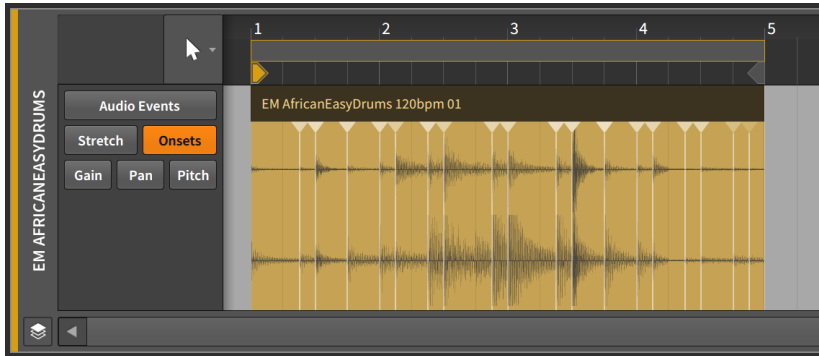 1 2 3 4 5
EM AFRICANEASYDRUMS
Audio Events
Stretch Onsets
Gain Pan Pitch
EM AfricanEasyDrums 120bpm 01